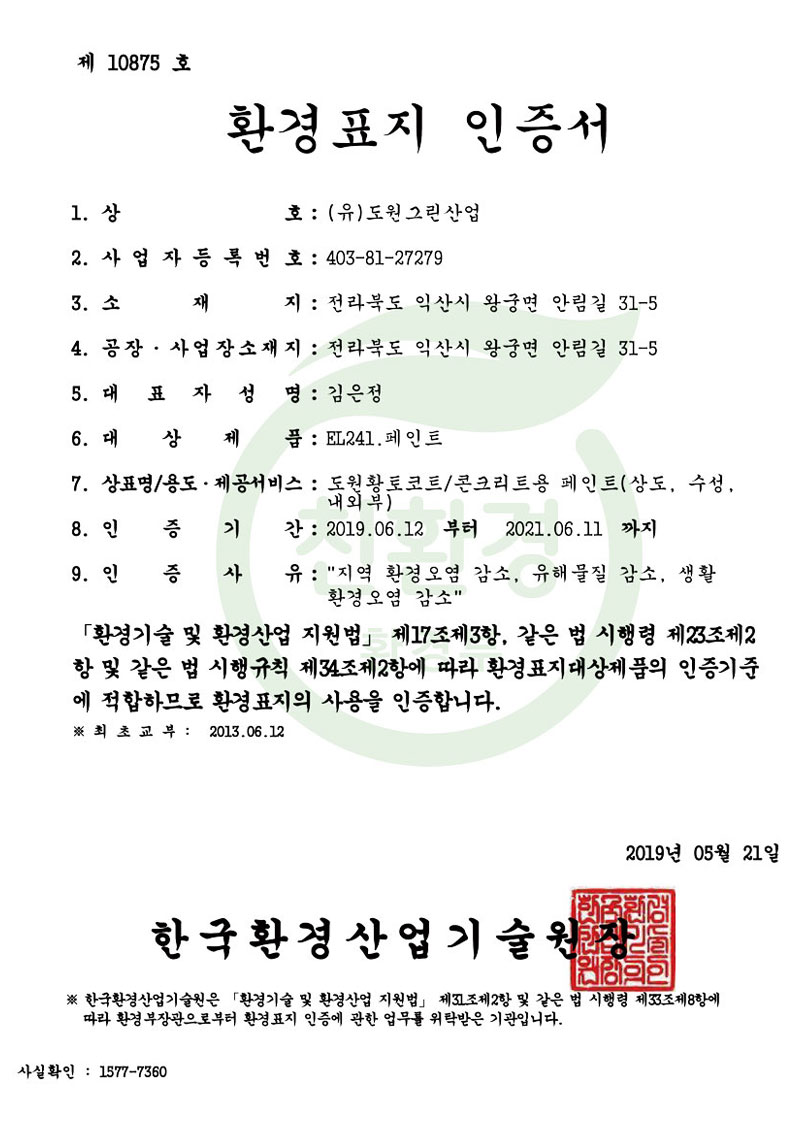 제 10875 호
환경표지 인증서
1. 상 호 : (유)도원그린산업
2. 사 업 자 등 록 번 호 : 403-81-27279
3. 소 재 지 : 전라북도 익산시 왕궁면 안림길 31-5
4. 공장 · 사업장소재지 : 전라북도 익산시 왕궁면 안림길 31-5
5. 대 표 자 성 명 : 김은정
6. 대 상 제 품 : EL241.페인트
7. 상표명/용도 · 제공서비스 : 도원황토코트/콘크리트용 페인트(상도, 수성,
내외부)
8. 인 증 기 간 : 2019.06.12 부터 2021.06.11 까지
9. 인 증 사 유 : "지역 환경오염 감소, 유해물질 감소, 생활
환경오염 감소"
친환경
환경부
「환경기술 및 환경산업 지원법」 제17조제3항, 같은 법 시행령 제23조제2
항 및 같은 법 시행규칙 제34조제2항에 따라 환경표지대상제품의 인증기준
에 적합하므로 환경표지의 사용을 인증합니다.
※ 최 초 교 부 : 2013.06.12
2019년 05월 21일
한국환경산업기술원장
※ 한국환경산업기술원은 「환경기술 및 환경산업 지원법」 제31조제2항 및 같은 법 시행령 제33조제8항에
따라 환경부장관으로부터 환경표지 인증에 관한 업무를 위탁받은 기관입니다.
사실확인 : 1577-7360